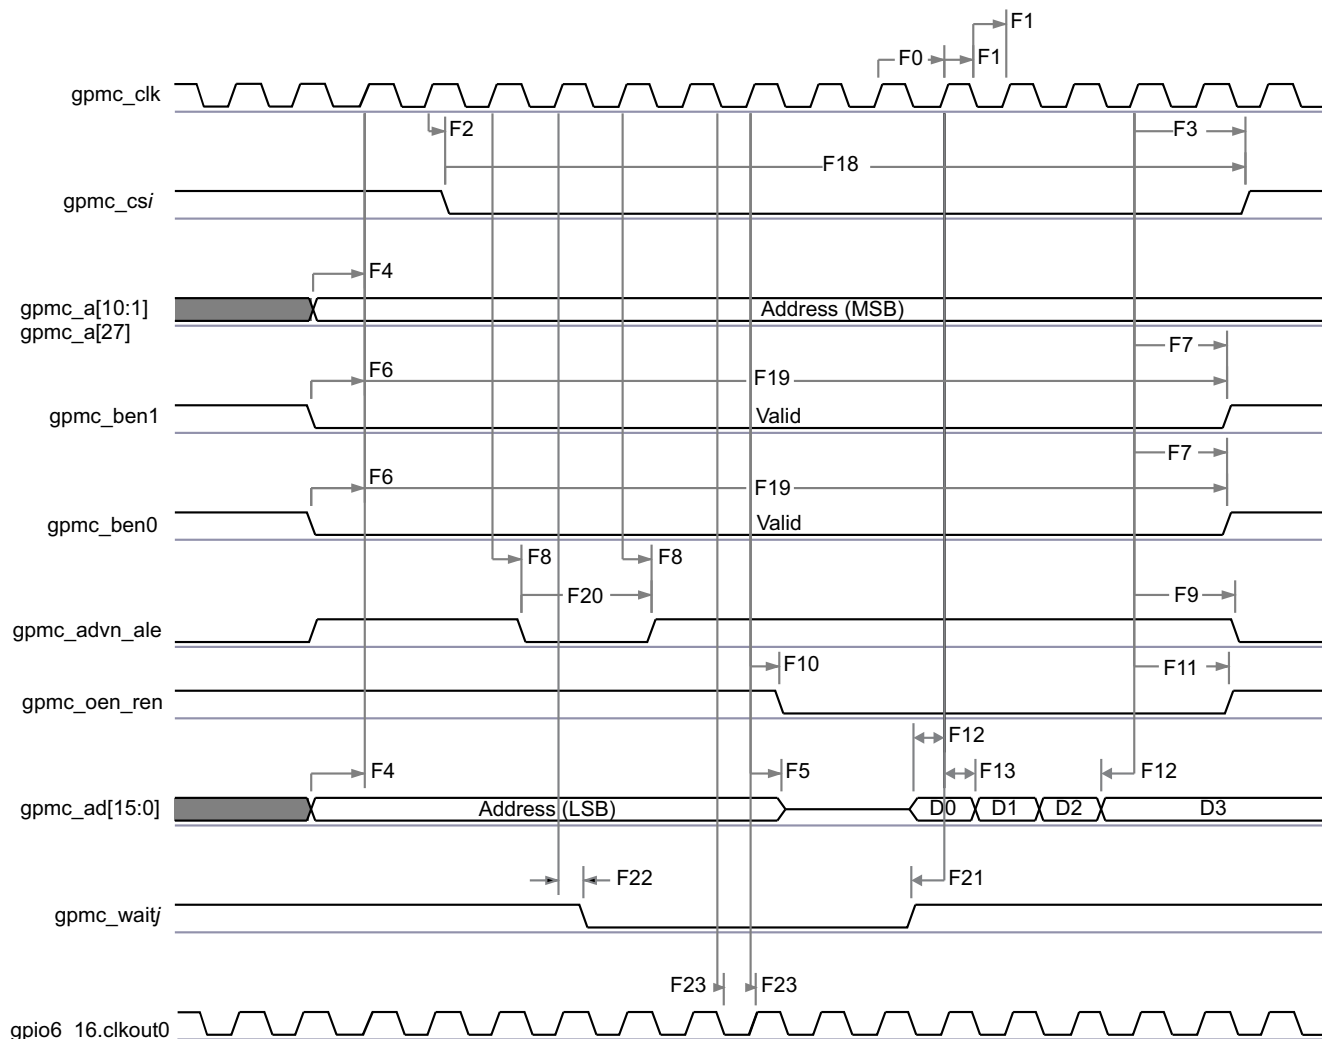 F1
F0 F1
gpmc_clk
F2 F3
F18
gpmc_csi
F4
gpmc_a[10:1] Address (MSB)
gpmc_a[27]
F7
F6 F19
gpmc_ben1 Valid
F7
F6 F19
gpmc_ben0 Valid
F8 F8
F20 F9
gpmc_advn_ale
F10 F11
gpmc_oen_ren
F12
F4 F5 F13 F12
gpmc_ad[15:0] Address (LSB) D0 D1 D2 D3
F22 F21
gpmc_waitj
F23 F23
gpio6_16.clkout0